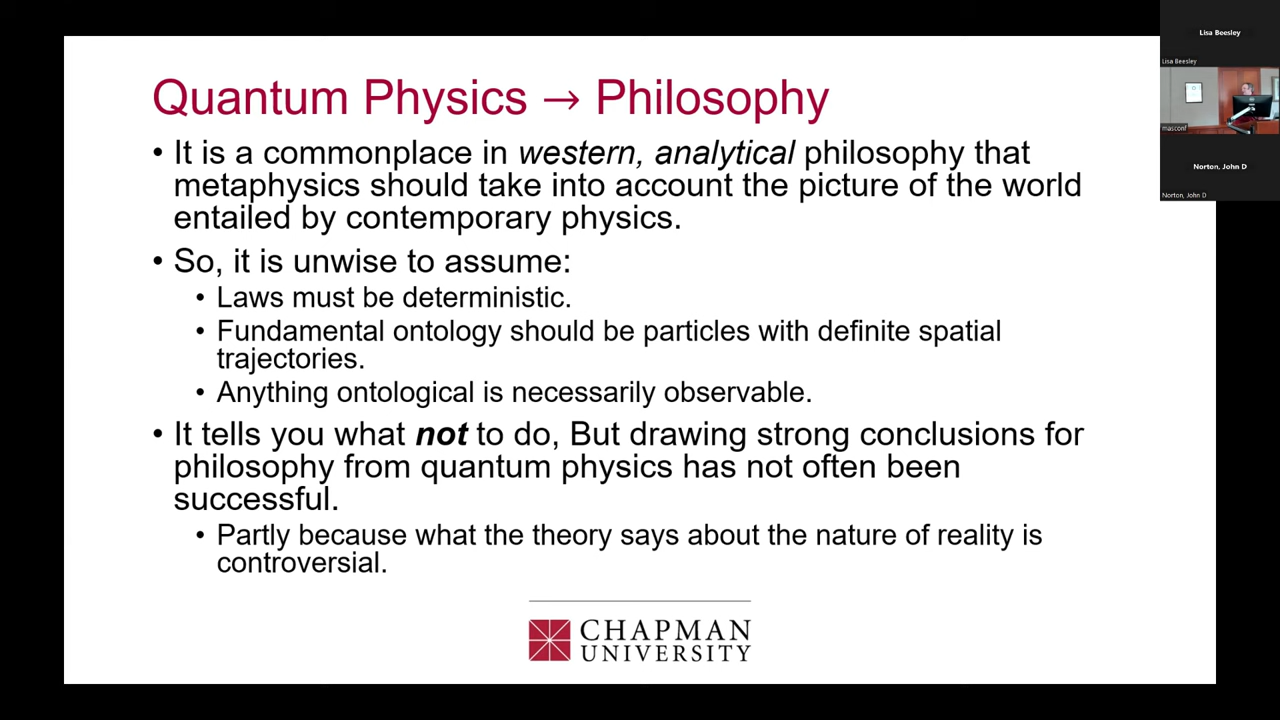 Quantum Physics → Philosophy
• It is a commonplace in western, analytical philosophy that
metaphysics should take into account the picture of the world
entailed by contemporary physics.
• So, it is unwise to assume:
• Laws must be deterministic.
• Fundamental ontology should be particles with definite spatial
trajectories.
• Anything ontological is necessarily observable.
• It tells you what not to do, But drawing strong conclusions for
philosophy from quantum physics has not often been
successful.
• Partly because what the theory says about the nature of reality is
controversial.
CHAPMAN
UNIVERSITY
Lisa Beesley
Lisa Beesley
masconf
Norton, John D
Norton, John D